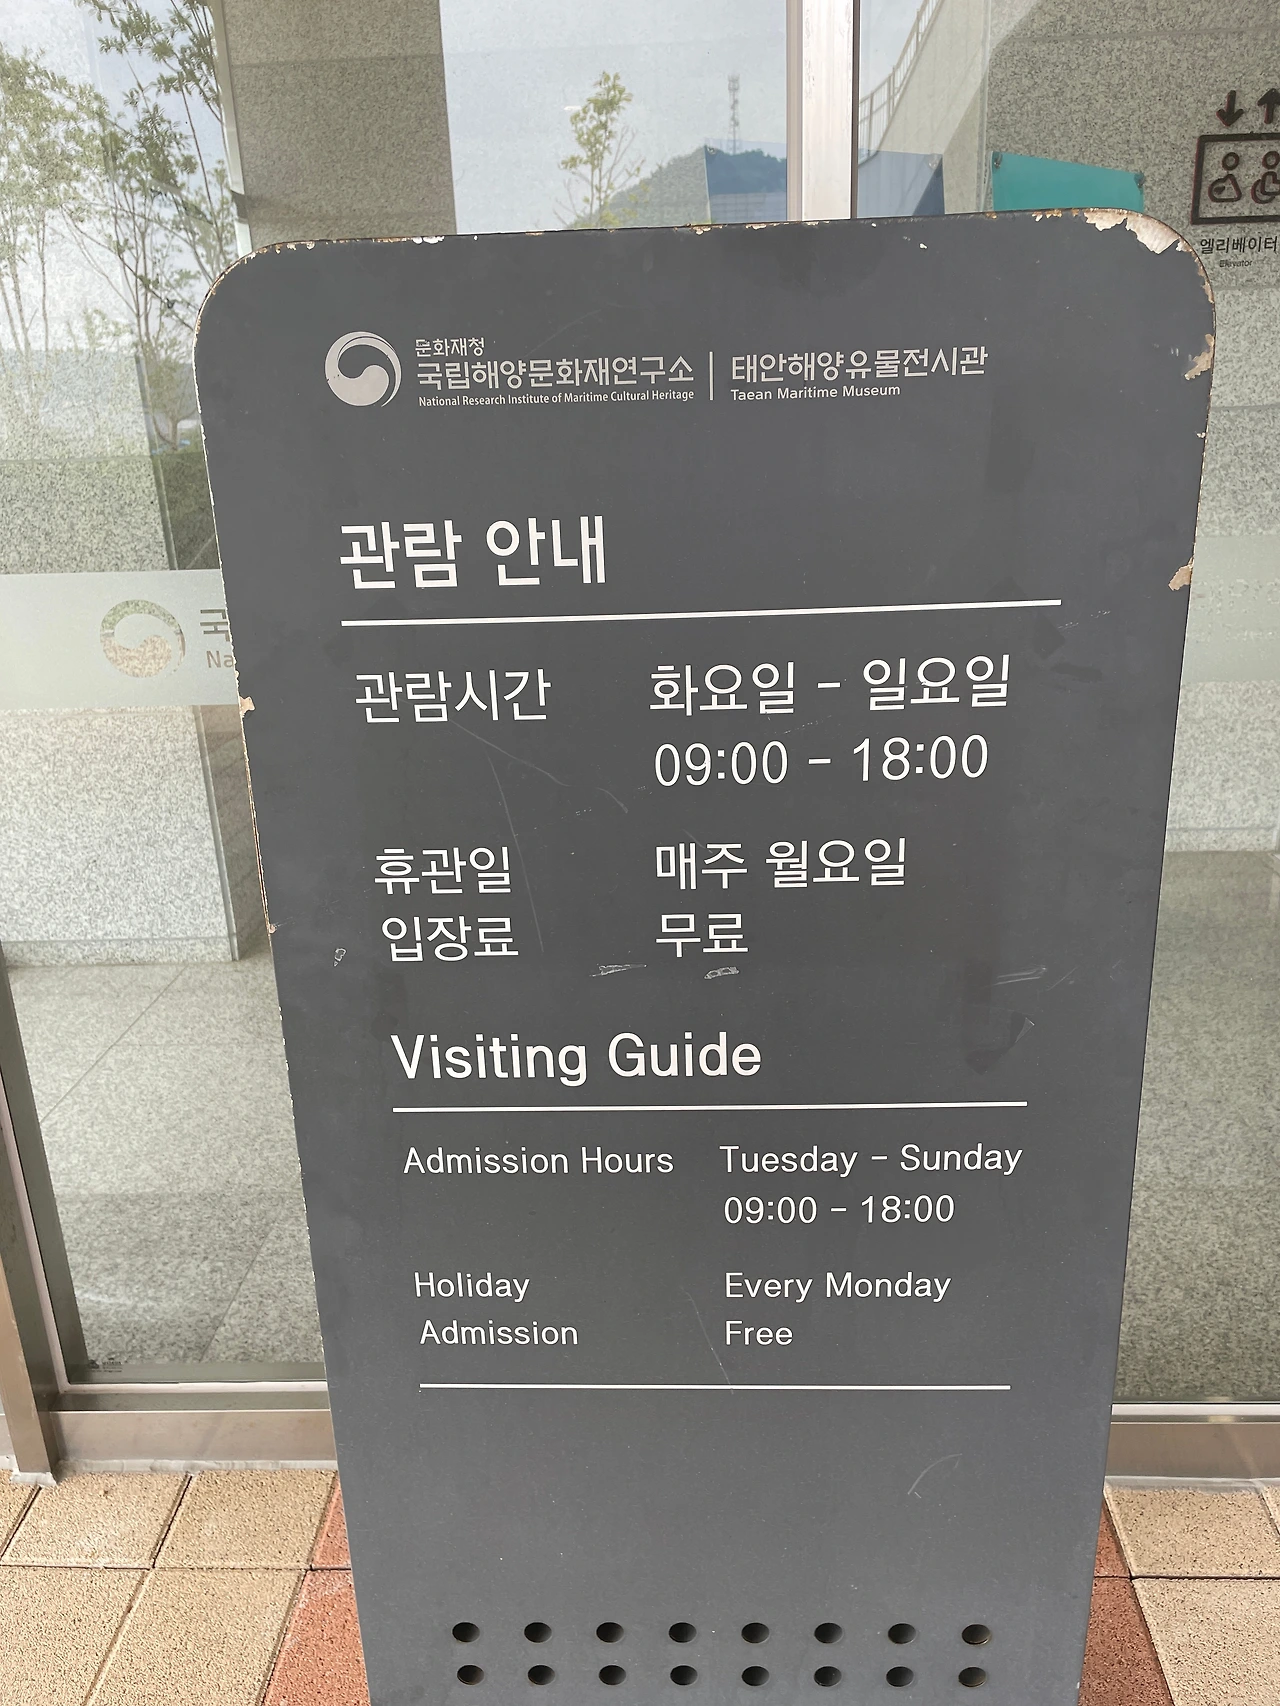 문화재청
국립해양문화재연구소 | 태안해양유물전시관
National Research Institute of Maritime Cultural Heritage | Taean Maritime Museum
관람 안내
관람시간 화요일 - 일요일
09:00 - 18:00
휴관일 매주 월요일
입장료 무료
Visiting Guide
Admission Hours Tuesday - Sunday
09:00 - 18:00
Holiday Every Monday
Admission Free
엘리베이터
Elevator
국
Na